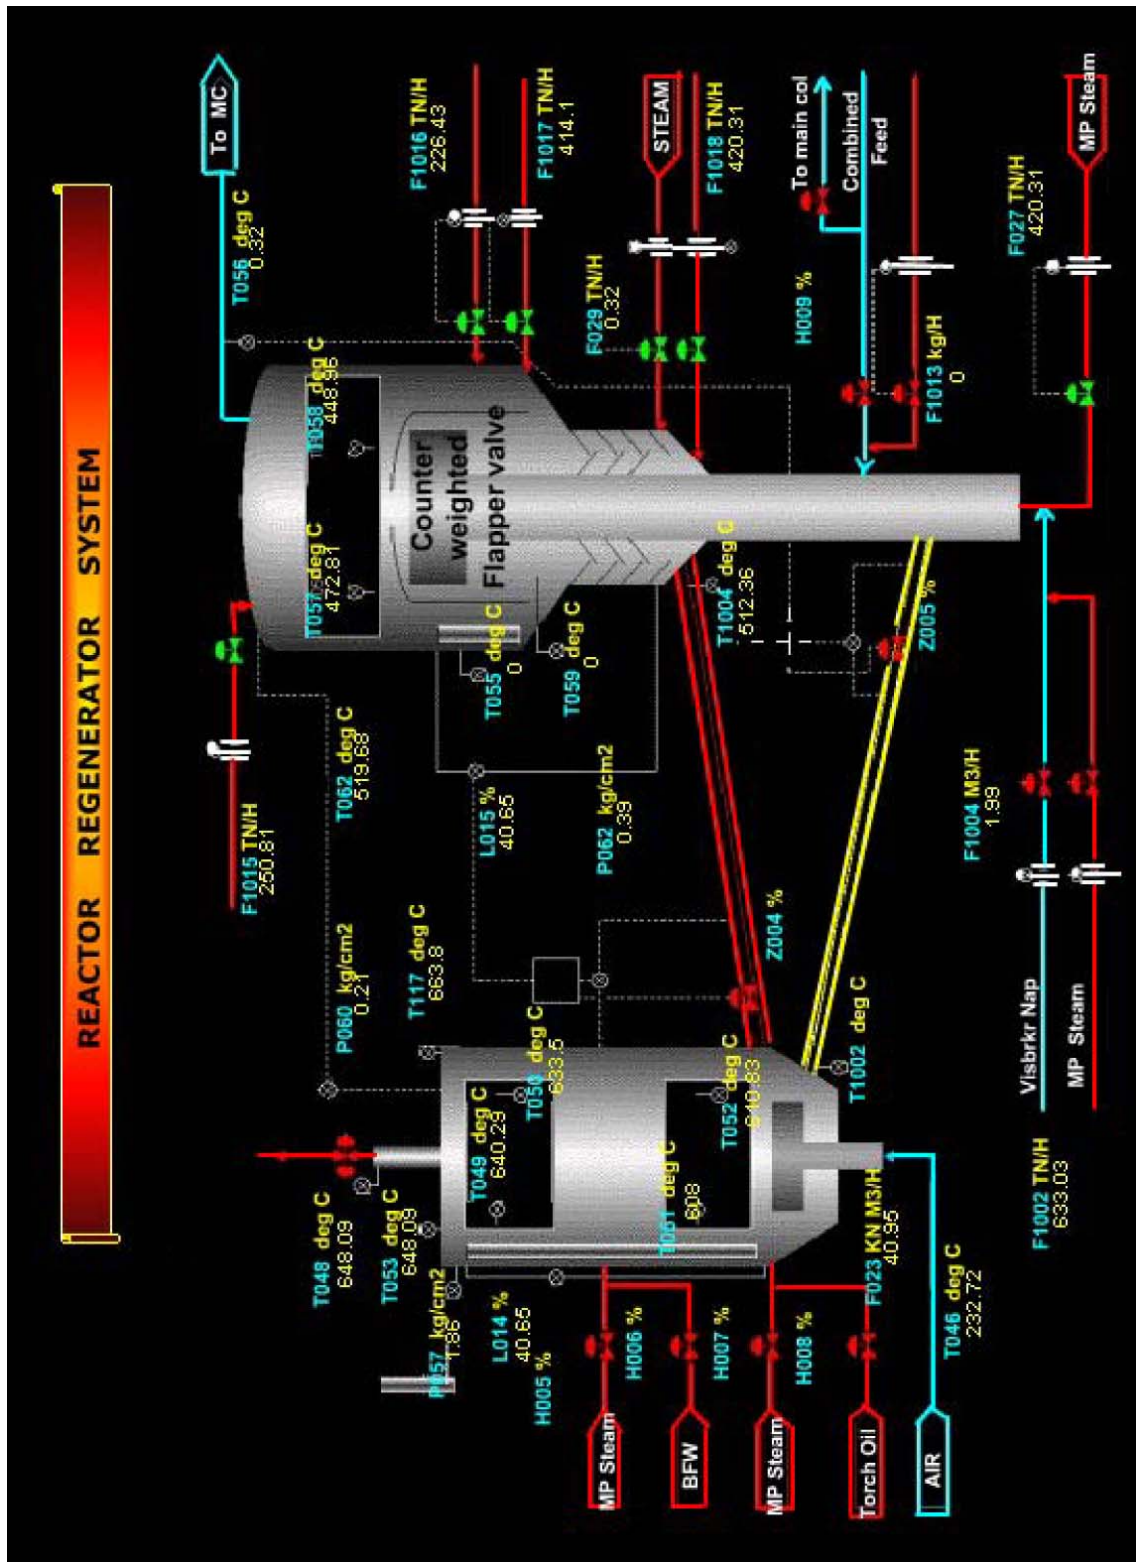 REACTOR REGENERATOR SYSTEM
To MC
T056 deg C
0.32
F1015 TN/H
250.81
T048 deg C
648.09
T053 deg C
648.09
P060 kg/cm2
0.21
T062 deg C
519.68
T057 deg C
472.81
T058 deg C
448.96
F1016 TN/H
226.43
F1017 TN/H
414.1
T117 deg C
663.8
Counter
weighted
Flapper valve
P057 kg/cm2
1.86
L014 %
40.65
H005 %
T049 deg C
640.29
T050 deg C
633.5
L015 %
40.65
T055 deg C
0
T059 deg C
0
F029 TN/H
0.32
STEAM
F1018 TN/H
420.31
P062 kg/cm2
0.39
MP Steam
H006 %
BFW
H007 %
T051 deg C
608
T052 deg C
T1004 deg C
512.36
Z004 %
MP Steam
H008 %
H009 %
To main col
Combined
Feed
T1002 deg C
Torch Oil
F023 KN M3/H
40.95
Z005 %
F1013 kg/H
0
AIR
T046 deg C
232.72
F1004 M3/H
1.99
F027 TN/H
420.31
MP Steam
Visbrkr Nap
F1002 TN/H
633.03
MP Steam